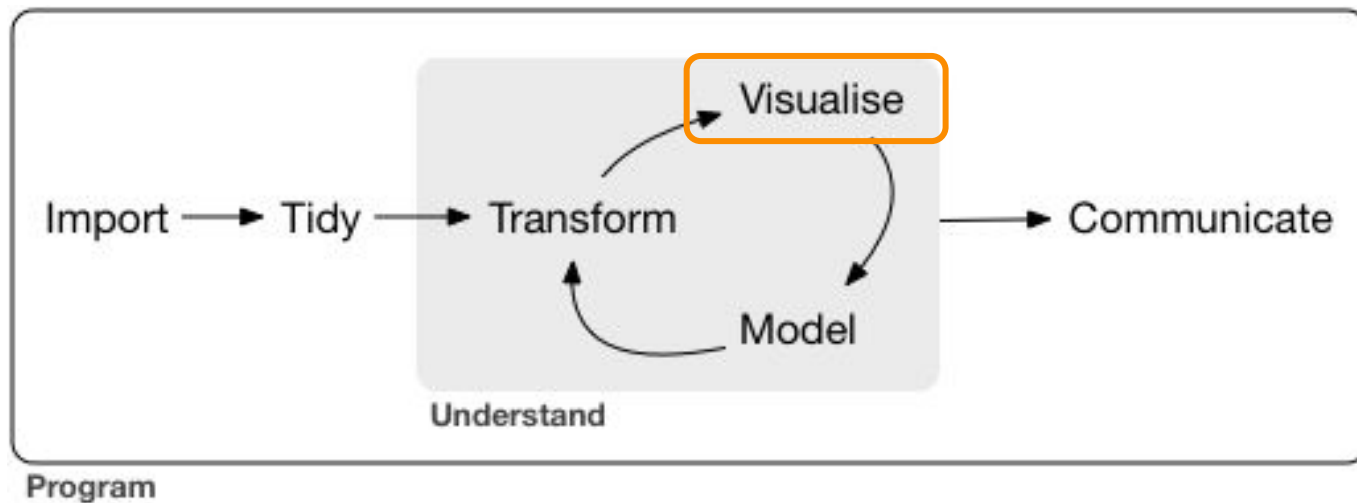 Visualise
Import Tidy Transform Communicate
Model
Understand
Program